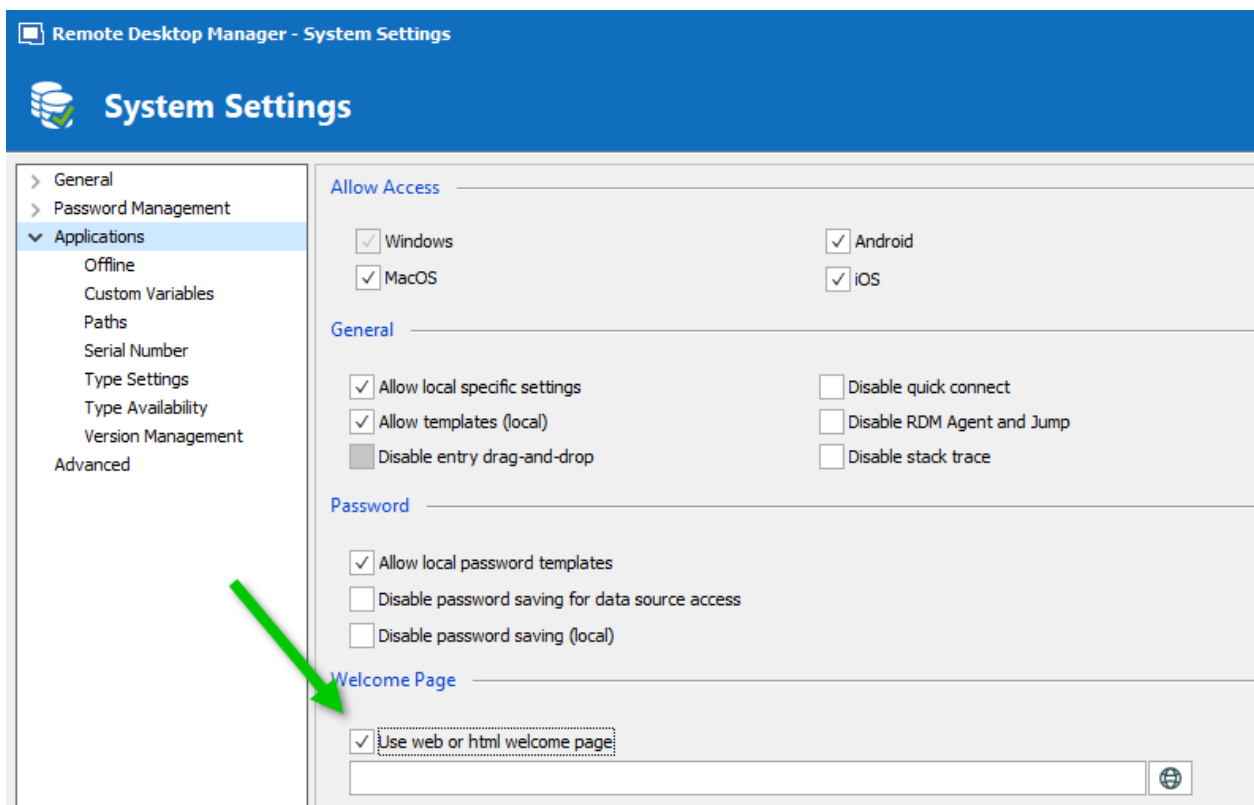 Remote Desktop Manager - System Settings
System Settings
General
Password Management
Applications
Offline
Custom Variables
Paths
Serial Number
Type Settings
Type Availability
Version Management
Advanced
Allow Access
Windows
Android
MacOS
iOS
General
Allow local specific settings
Disable quick connect
Allow templates (local)
Disable RDM Agent and Jump
Disable entry drag-and-drop
Disable stack trace
Password
Allow local password templates
Disable password saving for data source access
Disable password saving (local)
Welcome Page
Use web or html welcome page